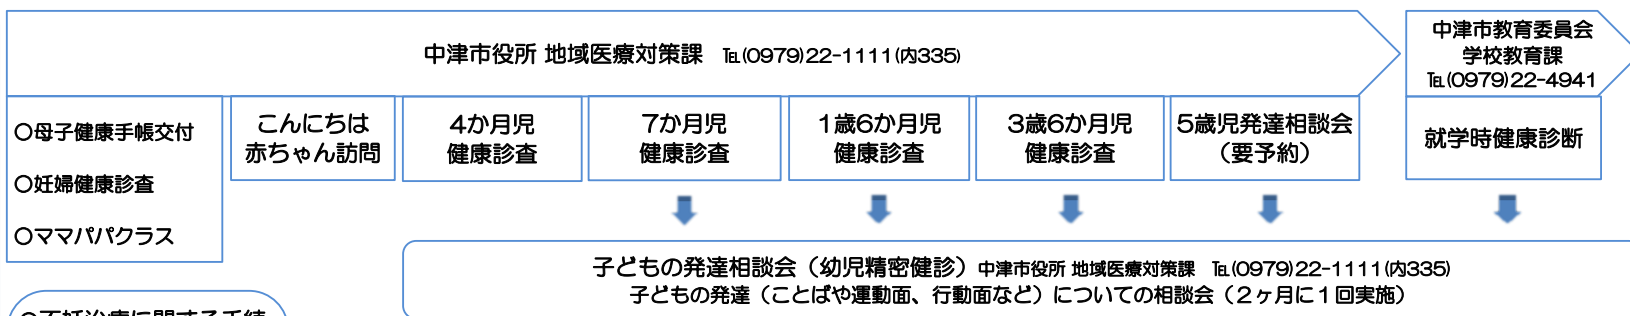 中津市役所 地域医療対策課 ℡(0979)22-1111(内335)
中津市教育委員会
学校教育課
℡(0979)22-4941
○母子健康手帳交付
○妊婦健康診査
○ママパパクラス
こんにちは
赤ちゃん訪問
4か月児
健康診査
7か月児
健康診査
1歳6か月児
健康診査
3歳6か月児
健康診査
5歳児発達相談会
(要予約)
就学時健康診断
子どもの発達相談会(幼児精密健診)中津市役所 地域医療対策課 ℡(0979)22-1111(内335)
子どもの発達(ことばや運動面、行動面など)についての相談会(2ヶ月に1回実施)
○不妊治療に関する手続